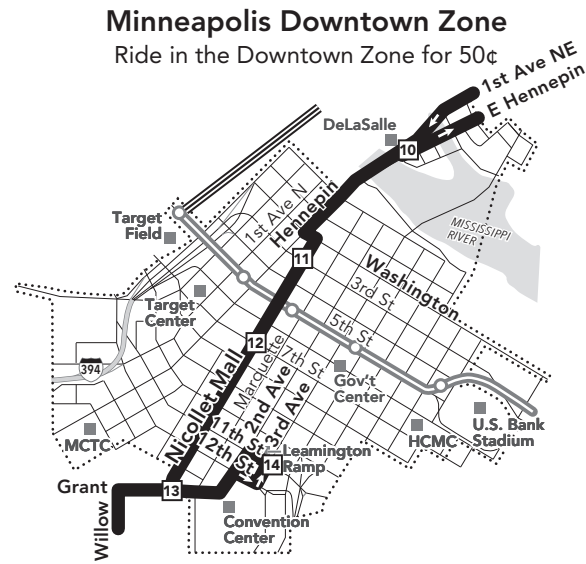 Minneapolis Downtown Zone
Ride in the Downtown Zone for 50¢
1st Ave NE
E Hennepin
DeLaSalle
10
1st Ave N
Hennepin
Target
Field
MISSISSIPPI
RIVER
11
Washington
3rd St
Target
Center
5th St
12
Marquette
7th St
394
Gov't
Center
Nicollet Mall
2nd Ave
3rd Ave
11th St
12th St
MCTC
HCMC
U.S. Bank
Stadium
Leamington
Ramp
14
Grant
13
Willow
Convention
Center